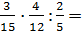 3/15 · 4/12 : 2/5 =